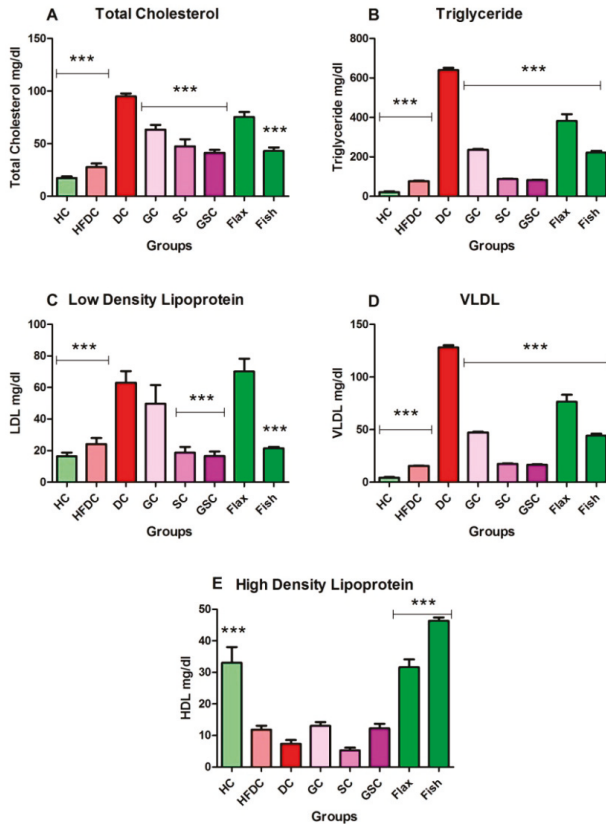 A Total Cholesterol
Total Cholesterol mg/dl
150
100
50
0
***
***
***
HC HFDC DC GC SC GSC Flax Fish
Groups
B Triglyceride
Triglyceride mg/dl
800
600
400
200
0
***
***
HC HFDC DC GC SC GSC Flax Fish
Groups
C Low Density Lipoprotein
LDL mg/dl
100
80
60
40
20
0
***
***
***
HC HFDC DC GC SC GSC Flax Fish
Groups
D VLDL
VLDL mg/dl
150
100
50
0
***
***
HC HFDC DC GC SC GSC Flax Fish
Groups
E High Density Lipoprotein
HDL mg/dl
50
40
30
20
10
0
***
***
HC HFDC DC GC SC GSC Flax Fish
Groups